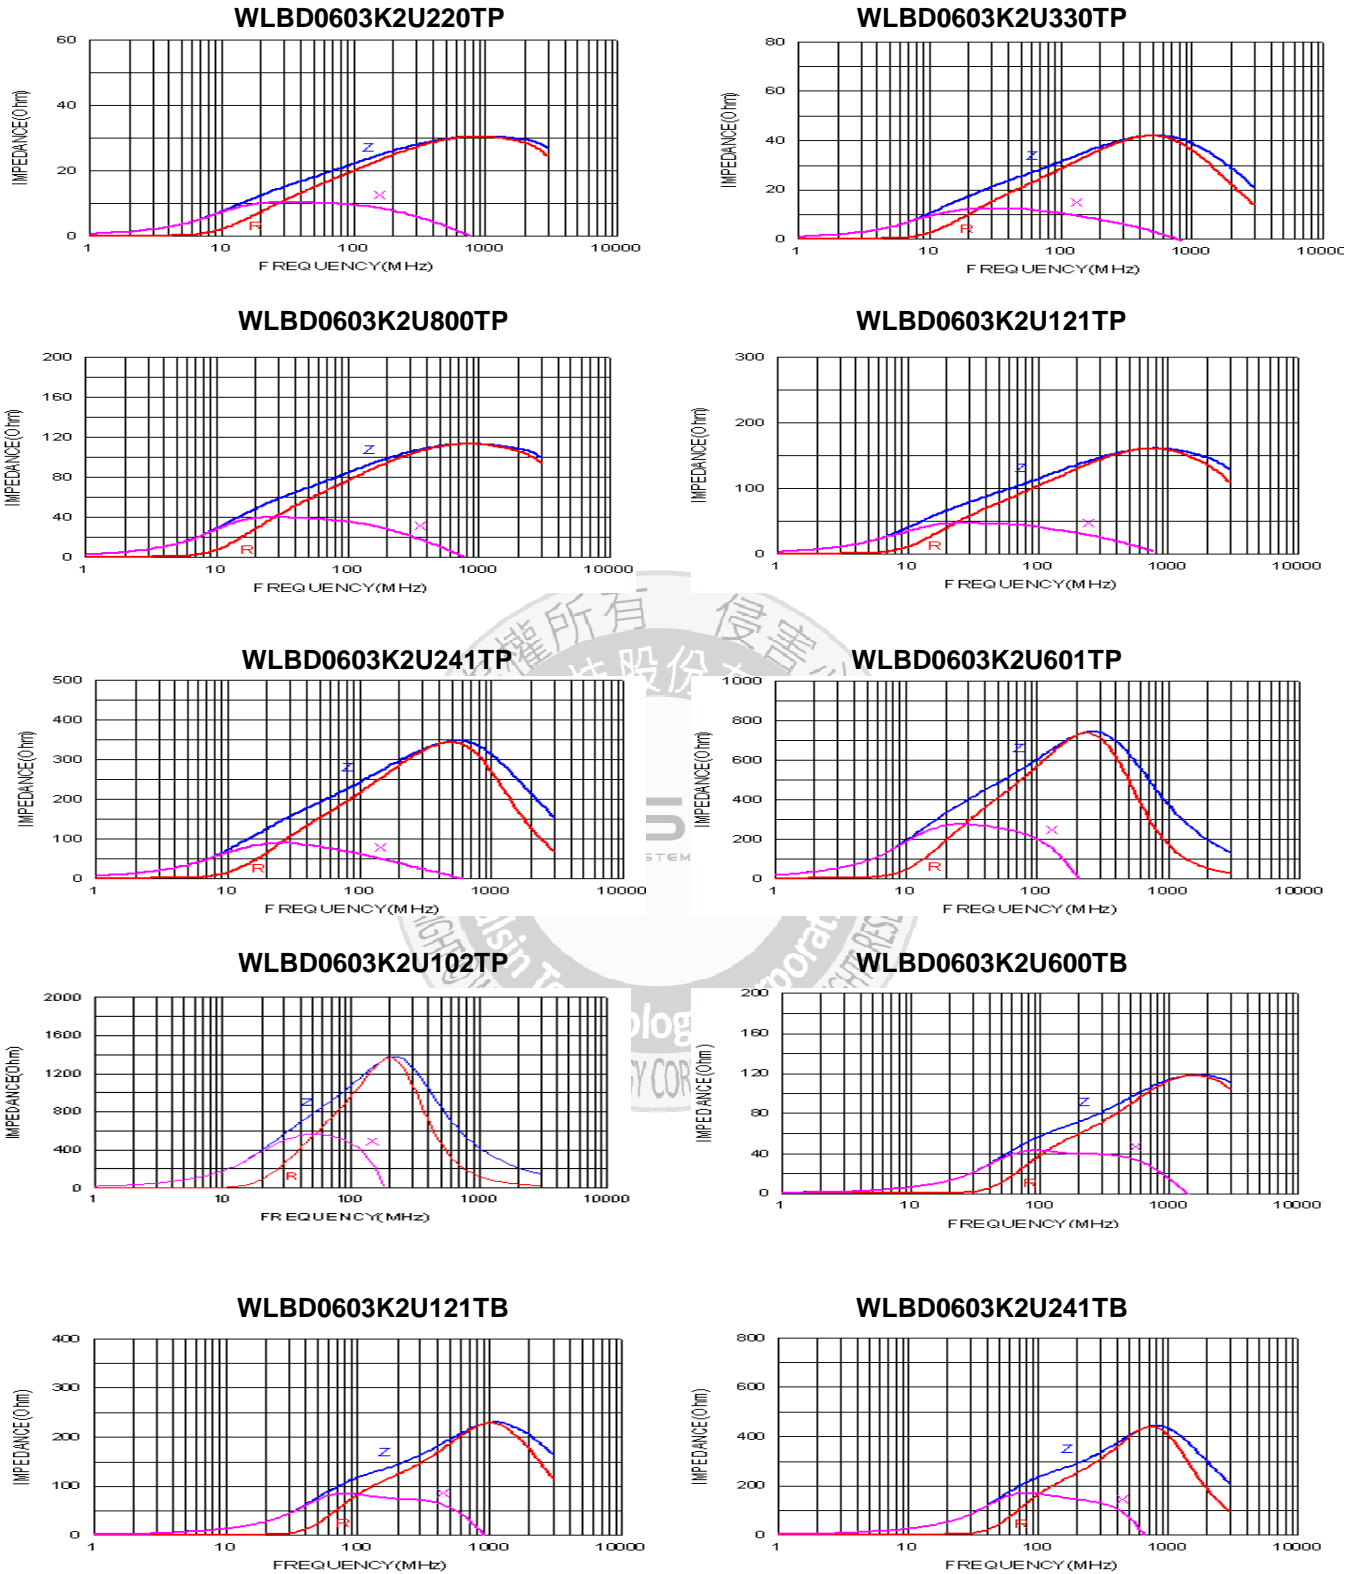 WLBD0603K2U220TP
60
40
20
0
IMPEDANCE(Ohm)
Z
X
R
1 10 100 1000 10000
FREQUENCY(MHz)
WLBD0603K2U330TP
80
60
40
20
0
IMPEDANCE(Ohm)
Z
X
R
1 10 100 1000 10000
FREQUENCY(MHz)
WLBD0603K2U800TP
200
160
120
80
40
0
IMPEDANCE(Ohm)
Z
X
R
1 10 100 1000 10000
FREQUENCY(MHz)
WLBD0603K2U121TP
300
200
100
0
IMPEDANCE(Ohm)
Z
X
R
1 10 100 1000 10000
FREQUENCY(MHz)
權所有 侵害
股份
WLBD0603K2U241TP
500
400
300
200
100
0
IMPEDANCE(Ohm)
Z
X
R
1 10 100 1000 10000
FREQUENCY(MHz)
WLBD0603K2U601TP
1000
800
600
400
200
0
IMPEDANCE(Ohm)
Z
X
R
1 10 100 1000 10000
FREQUENCY(MHz)
WLBD0603K2U102TP
2000
1600
1200
800
400
0
IMPEDANCE(Ohm)
Z
X
R
1 10 100 1000 10000
FREQUENCY(MHz)
WLBD0603K2U600TB
200
160
120
80
40
0
IMPEDANCE(Ohm)
Z
X
R
1 10 100 1000 10000
FREQUENCY(MHz)
WLBD0603K2U121TB
400
300
200
100
0
IMPEDANCE(Ohm)
Z
X
R
1 10 100 1000 10000
FREQUENCY(MHz)
WLBD0603K2U241TB
800
600
400
200
0
IMPEDANCE(Ohm)
Z
X
R
1 10 100 1000 10000
FREQUENCY(MHz)